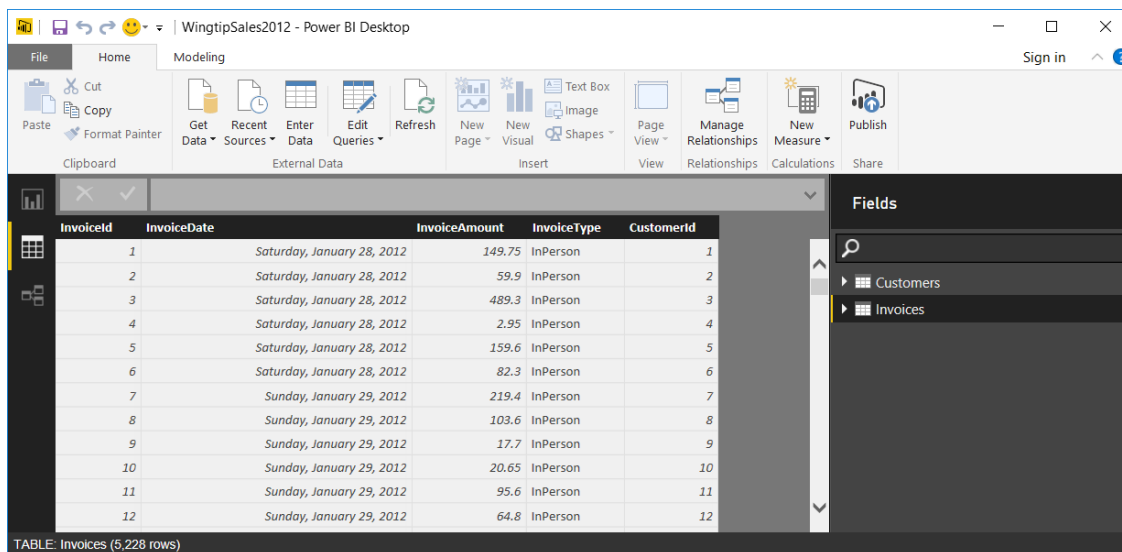 WingtipSales2012 - Power BI Desktop
File Home Modeling Sign in
Cut
Copy
Format Painter
Paste
Clipboard
Get Data
Recent Sources
Enter Data
Edit Queries
Refresh
External Data
New Page
New Visual
Text Box
Image
Shapes
Insert
Page View
View
Manage Relationships
Relationships
New Measure
Calculations
Publish
Share
InvoiceId InvoiceDate InvoiceAmount InvoiceType CustomerId
1 Saturday, January 28, 2012 149.75 InPerson 1
2 Saturday, January 28, 2012 59.9 InPerson 2
3 Saturday, January 28, 2012 489.3 InPerson 3
4 Saturday, January 28, 2012 2.95 InPerson 4
5 Saturday, January 28, 2012 159.6 InPerson 5
6 Saturday, January 28, 2012 82.3 InPerson 6
7 Sunday, January 29, 2012 219.4 InPerson 7
8 Sunday, January 29, 2012 103.6 InPerson 8
9 Sunday, January 29, 2012 17.7 InPerson 9
10 Sunday, January 29, 2012 20.65 InPerson 10
11 Sunday, January 29, 2012 95.6 InPerson 11
12 Sunday, January 29, 2012 64.8 InPerson 12
Fields
Customers
Invoices
TABLE: Invoices (5,228 rows)